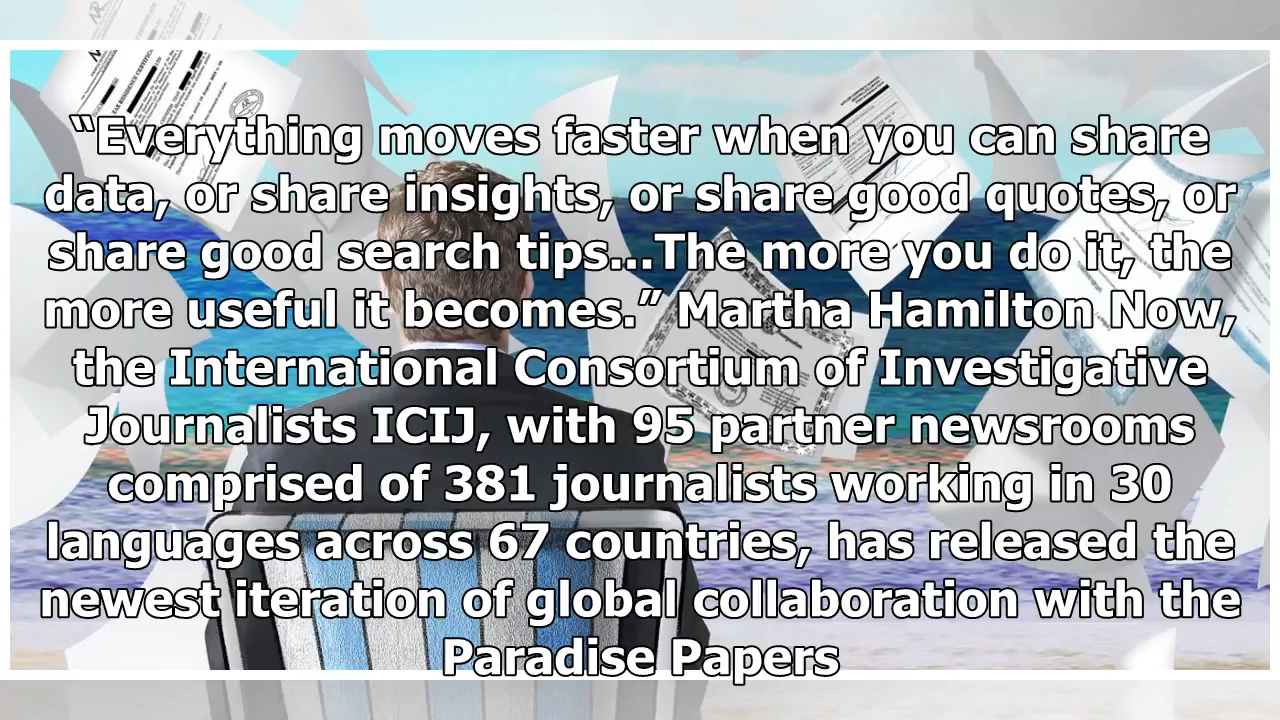 “Everything moves faster when you can share
data, or share insights, or share good quotes, or
share good search tips...The more you do it, the
more useful it becomes.” Martha Hamilton Now,
the International Consortium of Investigative
Journalists ICIJ, with 95 partner newsrooms
comprised of 381 journalists working in 30
languages across 67 countries, has released the
newest iteration of global collaboration with the
Paradise Papers